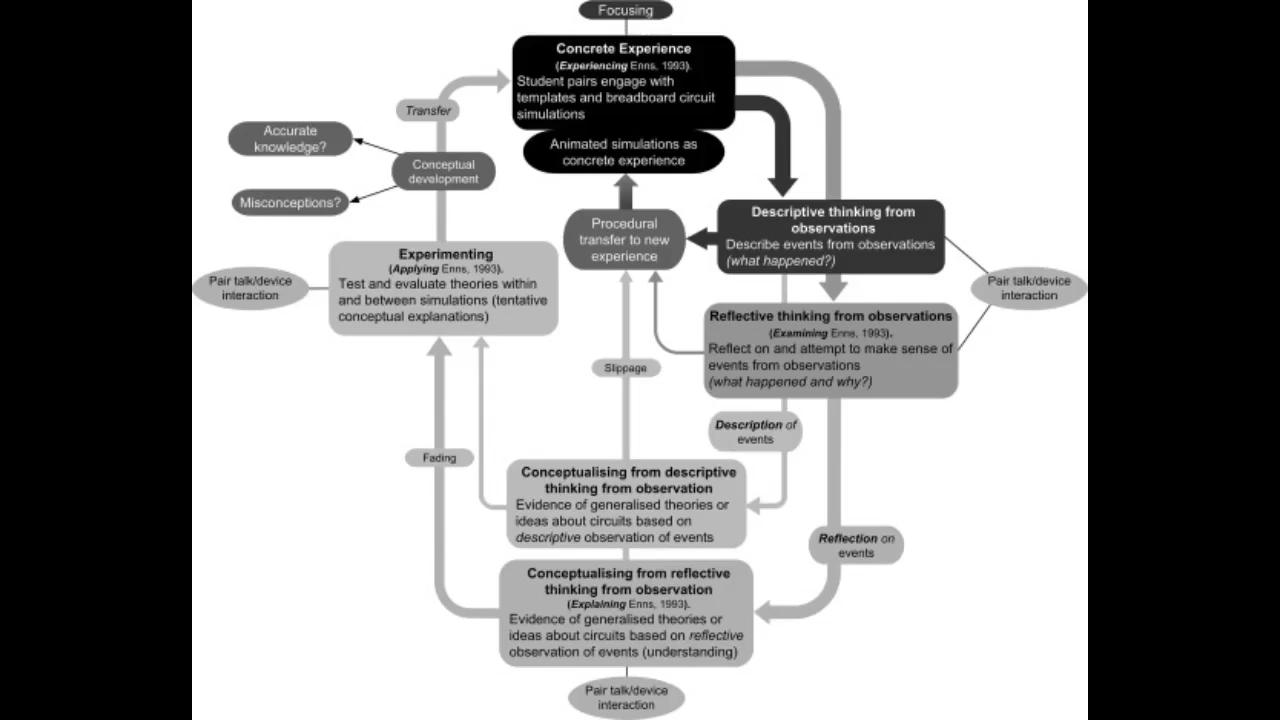 Focusing
Concrete Experience
(Experiencing Enns, 1993).
Student pairs engage with
templates and breadboard circuit
simulations
Transfer
Accurate
knowledge?
Animated simulations as
concrete experience
Conceptual
development
Misconceptions?
Procedural
transfer to new
experience
Descriptive thinking from
observations
Describe events from observations
(what happened?)
Experimenting
(Applying Enns, 1993).
Test and evaluate theories within
and between simulations (tentative
conceptual explanations)
Pair talk/device
interaction
Pair talk/device
interaction
Reflective thinking from observations
(Examining Enns, 1993).
Reflect on and attempt to make sense of
events from observations
(what happened and why?)
Slippage
Description of
events
Fading
Conceptualising from descriptive
thinking from observation
Evidence of generalised theories or
ideas about circuits based on
descriptive observation of events
Reflection on
events
Conceptualising from reflective
thinking from observation
(Explaining Enns, 1993).
Evidence of generalised theories or
ideas about circuits based on reflective
observation of events (understanding)
Pair talk/device
interaction